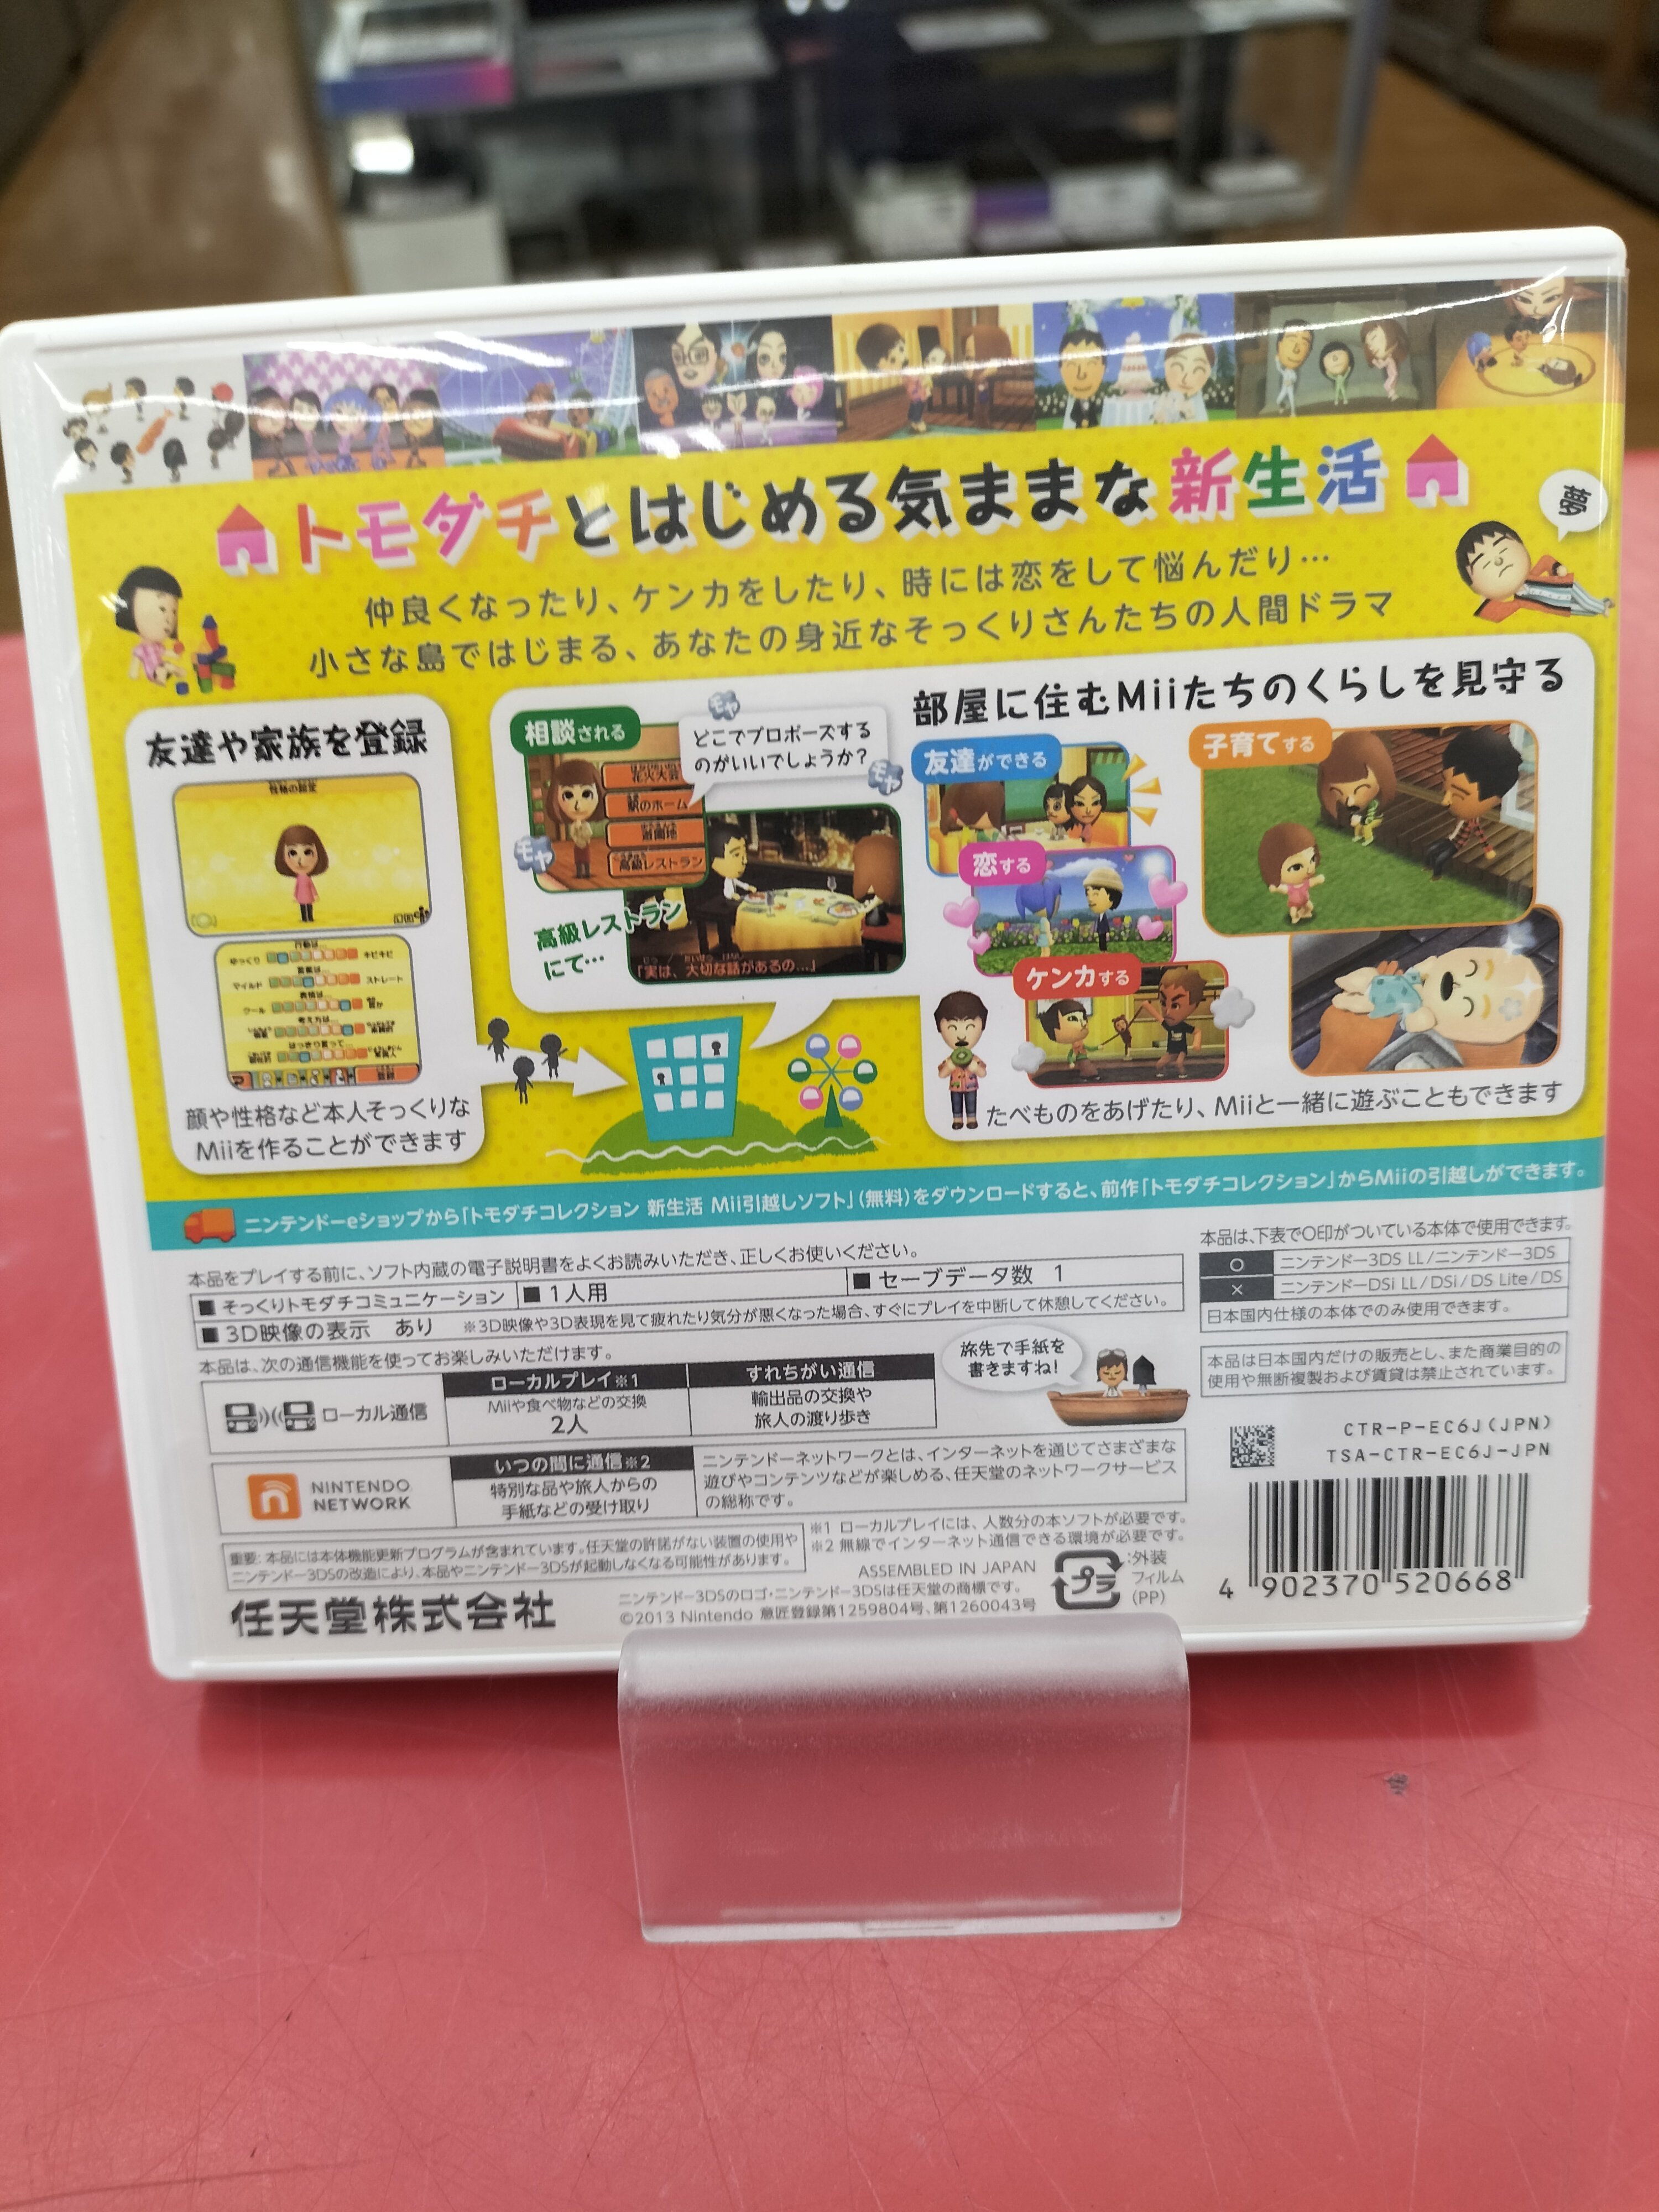 トモダチとはじめる気ままな新生活
夢
仲良くなったり、ケンカをしたり、時には恋をして悩んだり…
小さな島ではじまる、あなたの身近なそっくりさんたちの人間ドラマ
友達や家族を登録
性格の設定
行動は…
ゆっくり
キビキビ
言葉は…
マイルド
ストレート
表情は…
クール
豊か
考え方は…
はっきり言って…
登録
顔や性格など本人そっくりな
Miiを作ることができます
相談される
モヤ
どこでプロポーズする
のがいいでしょうか?
モヤ
モヤ
花火大会
駅のホーム
遊園地
高級レストラン
高級レストラン
にて…
「実は、大切な話があるの…」
部屋に住むMiiたちのくらしを見守る
友達ができる
恋する
ケンカする
子育てする
たべものをあげたり、Miiと一緒に遊ぶこともできます
ニンテンドーeショップから「トモダチコレクション 新生活 Mii引越しソフト」(無料)をダウンロードすると、前作「トモダチコレクション」からMiiの引越しができます。
本品をプレイする前に、ソフト内蔵の電子説明書をよくお読みいただき、正しくお使いください。
■ そっくりトモダチコミュニケーション
■ 1人用
■ セーブデータ数 1
■ 3D映像の表示 あり ※3D映像や3D表現を見て疲れたり気分が悪くなった場合、すぐにプレイを中断して休憩してください。
本品は、次の通信機能を使ってお楽しみいただけます。
ローカル通信
ローカルプレイ※1
Miiや食べ物などの交換
2人
すれちがい通信
輸出品の交換や
旅人の渡り歩き
旅先で手紙を
書きますね!
NINTENDO
NETWORK
いつの間に通信※2
特別な品や旅人からの
手紙などの受け取り
ニンテンドーネットワークとは、インターネットを通じてさまざまな
遊びやコンテンツなどが楽しめる、任天堂のネットワークサービス
の総称です。
※1 ローカルプレイには、人数分の本ソフトが必要です。
※2 無線でインターネット通信できる環境が必要です。
重要:本品には本体機能更新プログラムが含まれています。任天堂の許諾がない装置の使用や
ニンテンドー3DSの改造により、本品やニンテンドー3DSが起動しなくなる可能性があります。
ASSEMBLED IN JAPAN
プラ
:外装
フィルム
(PP)
任天堂株式会社
ニンテンドー3DSのロゴ・ニンテンドー3DSは任天堂の商標です。
©2013 Nintendo 意匠登録第1259804号、第1260043号
本品は、下表で○印がついている本体で使用できます。
○ ニンテンドー3DS LL/ニンテンドー3DS
× ニンテンドーDSi LL/DSi/DS Lite/DS
日本国内仕様の本体でのみ使用できます。
本品は日本国内だけの販売とし、また商業目的の
使用や無断複製および賃貸は禁止されています。
CTR-P-EC6J(JPN)
TSA-CTR-EC6J-JPN
4 902370 520668